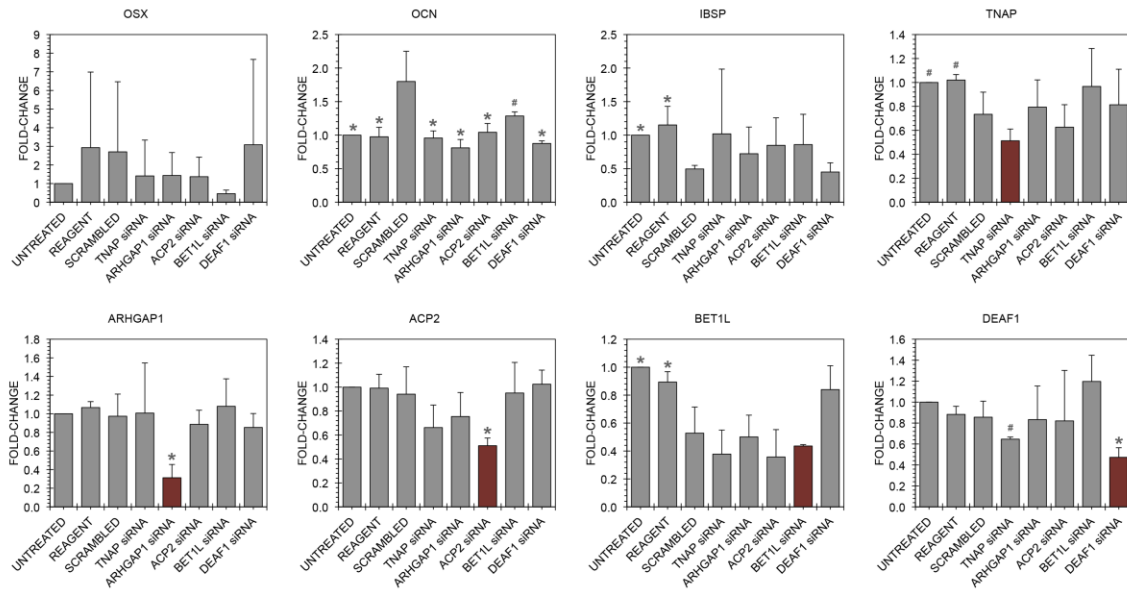 OSX
FOLD-CHANGE
9
8
7
6
5
4
3
2
1
0
UNTREATED
REAGENT
SCRAMBLED
TNAP siRNA
ARHGAP1 siRNA
ACP2 siRNA
BET1L siRNA
DEAF1 siRNA
OCN
FOLD-CHANGE
2.5
2.0
1.5
1.0
0.5
0.0
* * * * * # *
UNTREATED
REAGENT
SCRAMBLED
TNAP siRNA
ARHGAP1 siRNA
ACP2 siRNA
BET1L siRNA
DEAF1 siRNA
IBSP
FOLD-CHANGE
2.5
2.0
1.5
1.0
0.5
0.0
* *
UNTREATED
REAGENT
SCRAMBLED
TNAP siRNA
ARHGAP1 siRNA
ACP2 siRNA
BET1L siRNA
DEAF1 siRNA
TNAP
FOLD-CHANGE
1.4
1.2
1.0
0.8
0.6
0.4
0.2
0.0
# #
UNTREATED
REAGENT
SCRAMBLED
TNAP siRNA
ARHGAP1 siRNA
ACP2 siRNA
BET1L siRNA
DEAF1 siRNA
ARHGAP1
FOLD-CHANGE
1.8
1.6
1.4
1.2
1.0
0.8
0.6
0.4
0.2
0.0
*
UNTREATED
REAGENT
SCRAMBLED
TNAP siRNA
ARHGAP1 siRNA
ACP2 siRNA
BET1L siRNA
DEAF1 siRNA
ACP2
FOLD-CHANGE
1.4
1.2
1.0
0.8
0.6
0.4
0.2
0.0
*
UNTREATED
REAGENT
SCRAMBLED
TNAP siRNA
ARHGAP1 siRNA
ACP2 siRNA
BET1L siRNA
DEAF1 siRNA
BET1L
FOLD-CHANGE
1.2
1.0
0.8
0.6
0.4
0.2
0.0
* *
UNTREATED
REAGENT
SCRAMBLED
TNAP siRNA
ARHGAP1 siRNA
ACP2 siRNA
BET1L siRNA
DEAF1 siRNA
DEAF1
FOLD-CHANGE
1.6
1.4
1.2
1.0
0.8
0.6
0.4
0.2
0.0
# *
UNTREATED
REAGENT
SCRAMBLED
TNAP siRNA
ARHGAP1 siRNA
ACP2 siRNA
BET1L siRNA
DEAF1 siRNA